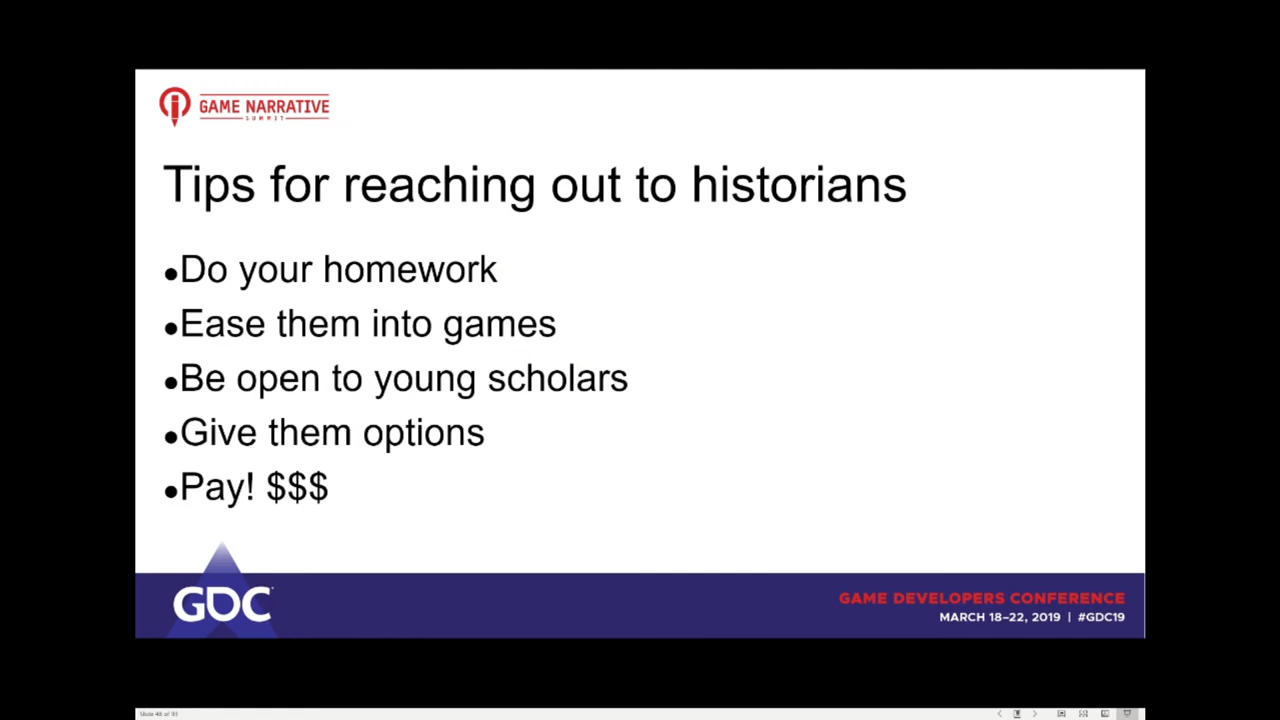 GAME NARRATIVE
SUMMIT
Tips for reaching out to historians
●Do your homework
●Ease them into games
●Be open to young scholars
●Give them options
●Pay! $$$
GDC
GAME DEVELOPERS CONFERENCE
MARCH 18–22, 2019 | #GDC19